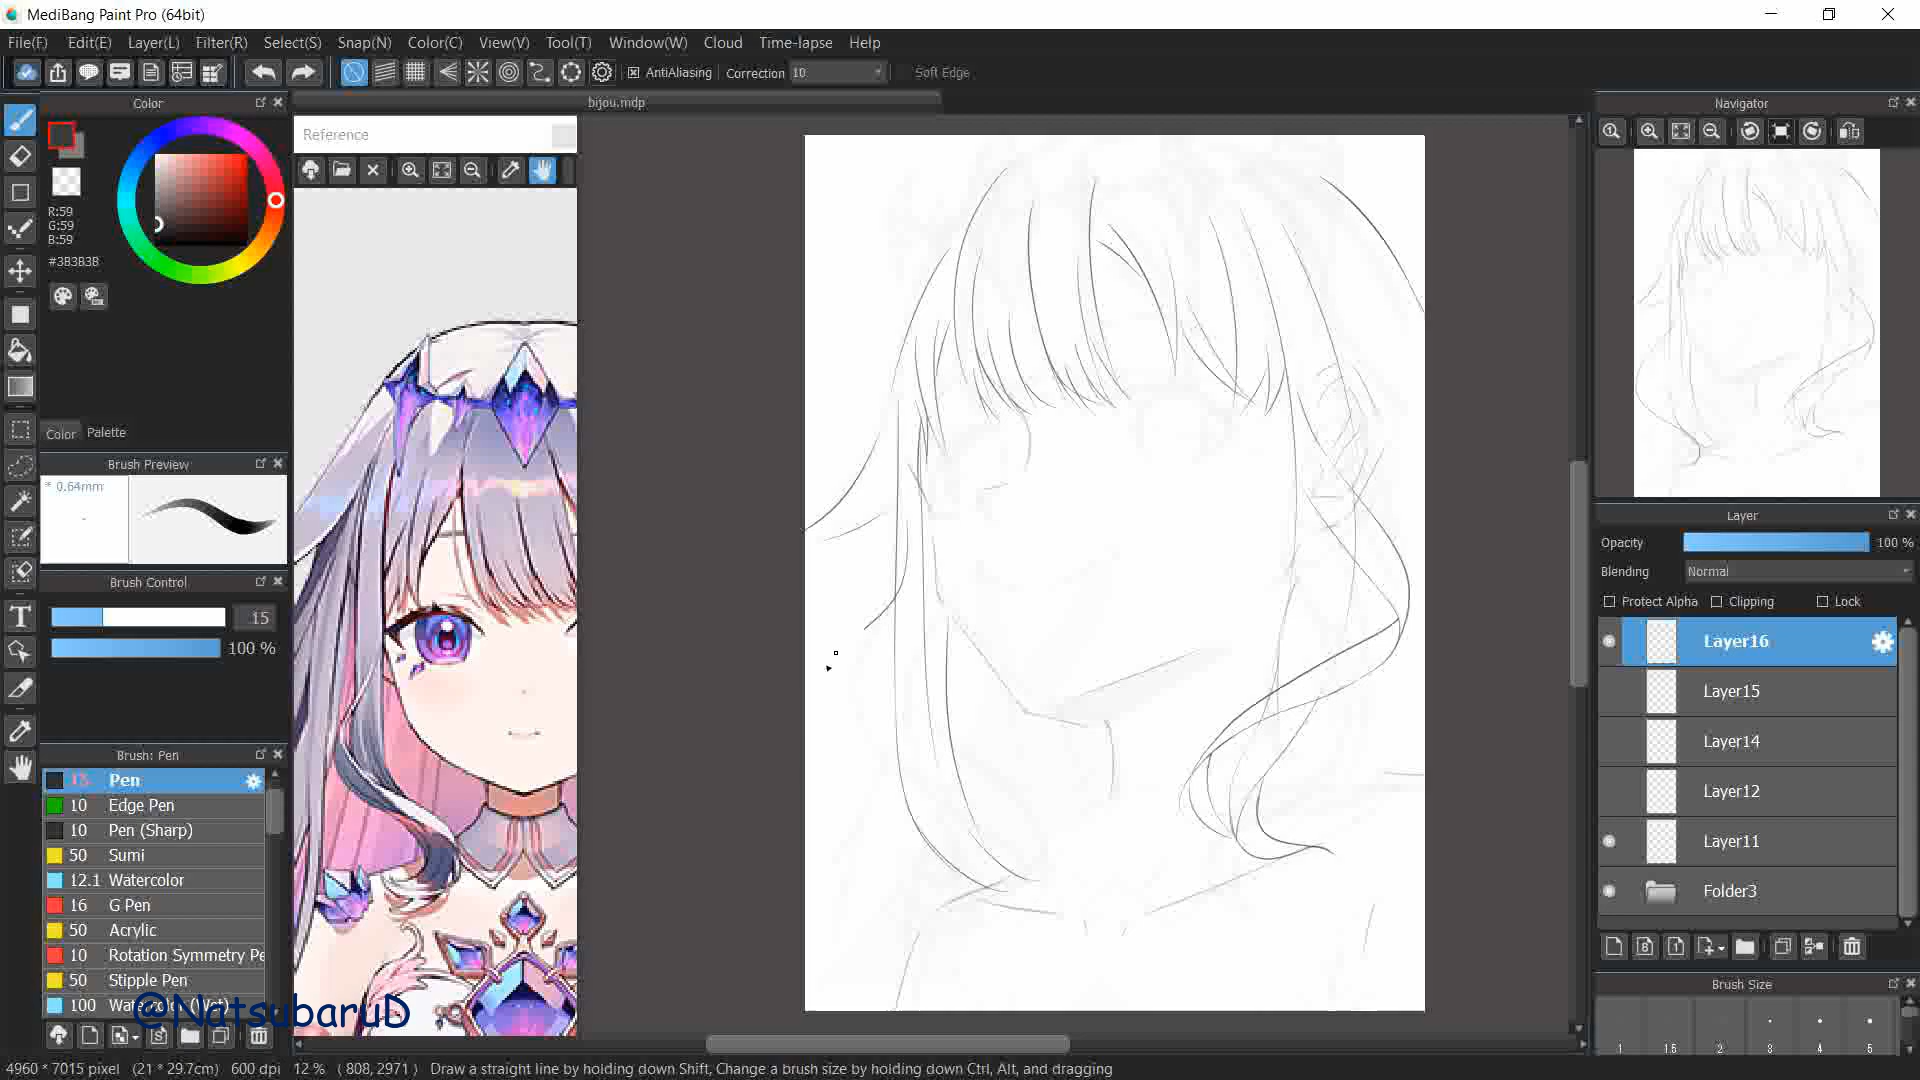 MediBang Paint Pro (64bit)
File(F) Edit(E) Layer(L) Filter(R) Select(S) Snap(N) Color(C) View(V) Tool(T) Window(W) Cloud Time-lapse Help
AntiAliasing Correction 10 Soft Edge
Color
bijou.mdp
Navigator
Reference
R:59
G:59
B:59
#3B3B3B
Color Palette
Brush Preview
* 0.64mm
Brush Control
15
100 %
Brush: Pen
15 Pen
10 Edge Pen
10 Pen (Sharp)
50 Sumi
12.1 Watercolor
16 G Pen
50 Acrylic
10 Rotation Symmetry Pe
50 Stipple Pen
100 Watercolor (Wet)
@NatsubaruD
Layer
Opacity 100 %
Blending Normal
Protect Alpha Clipping Lock
Layer16
Layer15
Layer14
Layer12
Layer11
Folder3
Brush Size
1 1.5 2 3 4 5
4960 * 7015 pixel (21 * 29.7cm) 600 dpi 12 % ( 808, 2971 ) Draw a straight line by holding down Shift, Change a brush size by holding down Ctrl, Alt, and dragging